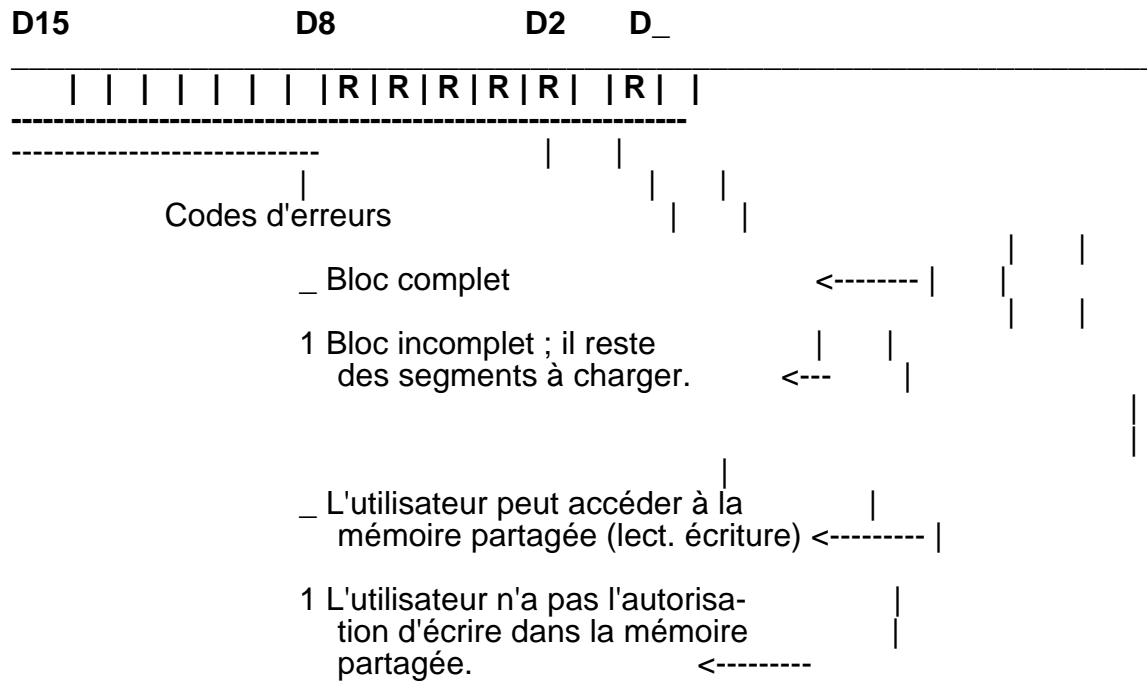 D15 D8 D2 D_
| | | | | | | | R | R | R | R | R | | R | |
Codes d'erreurs
_ Bloc complet <-------- |
1 Bloc incomplet ; il reste
des segments à charger. <---
_ L'utilisateur peut accéder à la
mémoire partagée (lect. écriture) <--------- |
1 L'utilisateur n'a pas l'autorisa-
tion d'écrire dans la mémoire
partagée. <---------